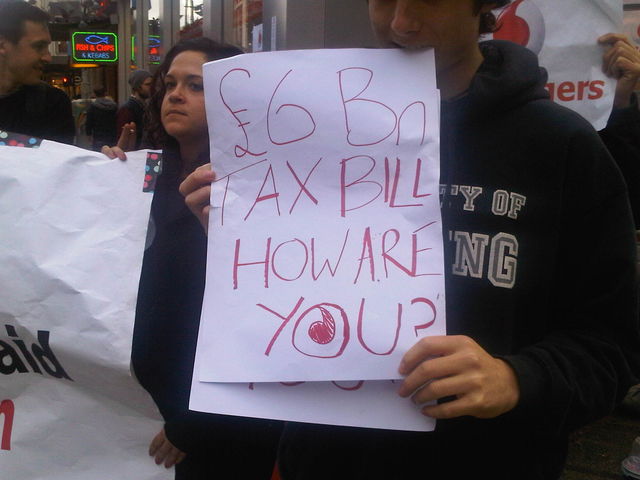 FISH & CHIPS
& KEBABS
£6 Bn
TAX BILL
HOW ARE
YOU?
TY OF
NG
gers
aid